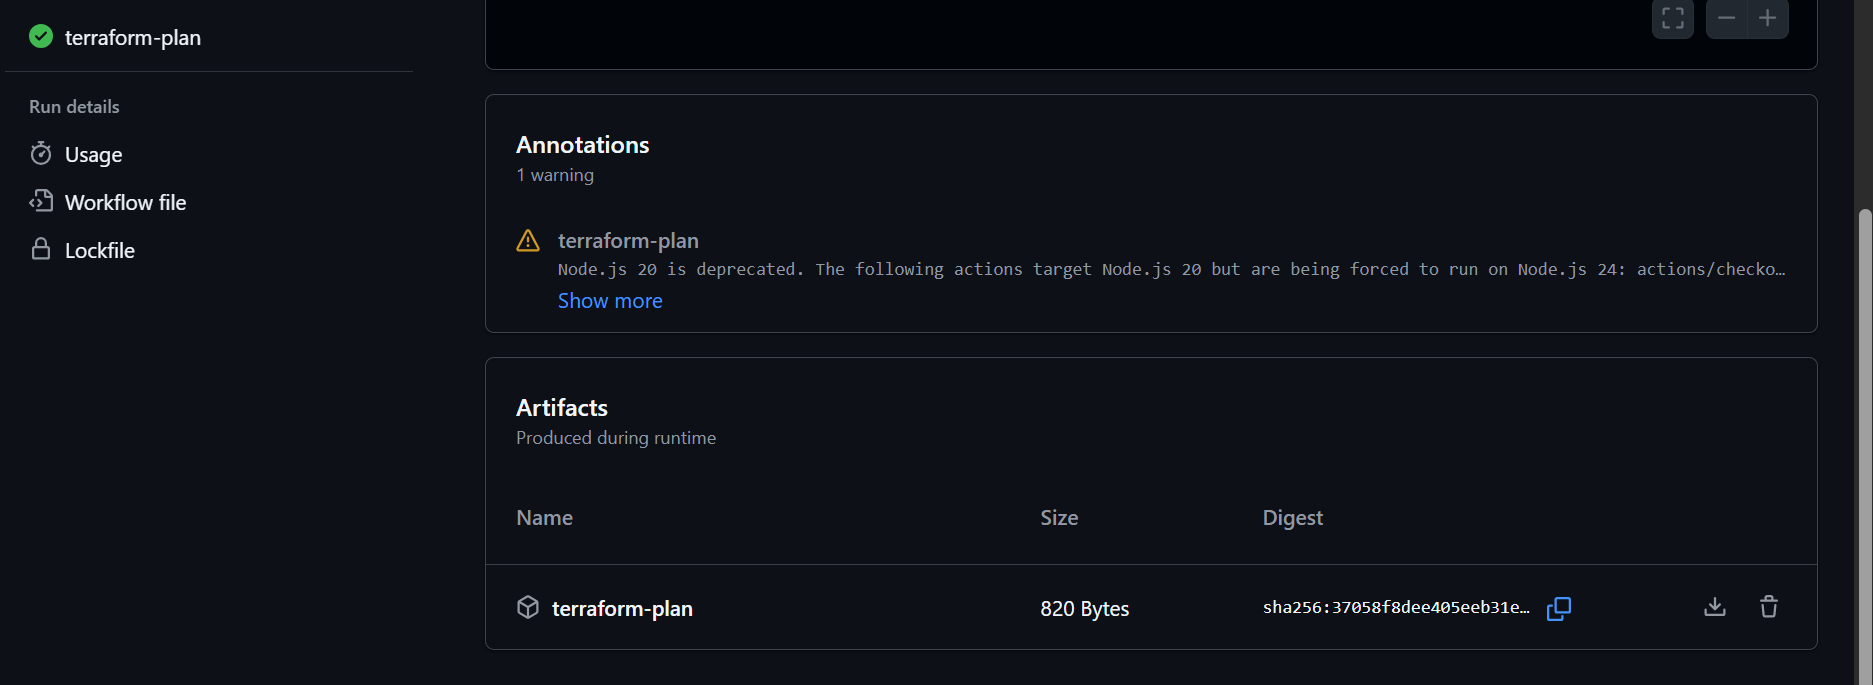 terraform-plan
Run details
Usage
Workflow file
Lockfile
Annotations
1 warning
terraform-plan
Node.js 20 is deprecated. The following actions target Node.js 20 but are being forced to run on Node.js 24: actions/checko…
Show more
Artifacts
Produced during runtime
Name Size Digest
terraform-plan 820 Bytes sha256:37058f8dee405eeb31e…